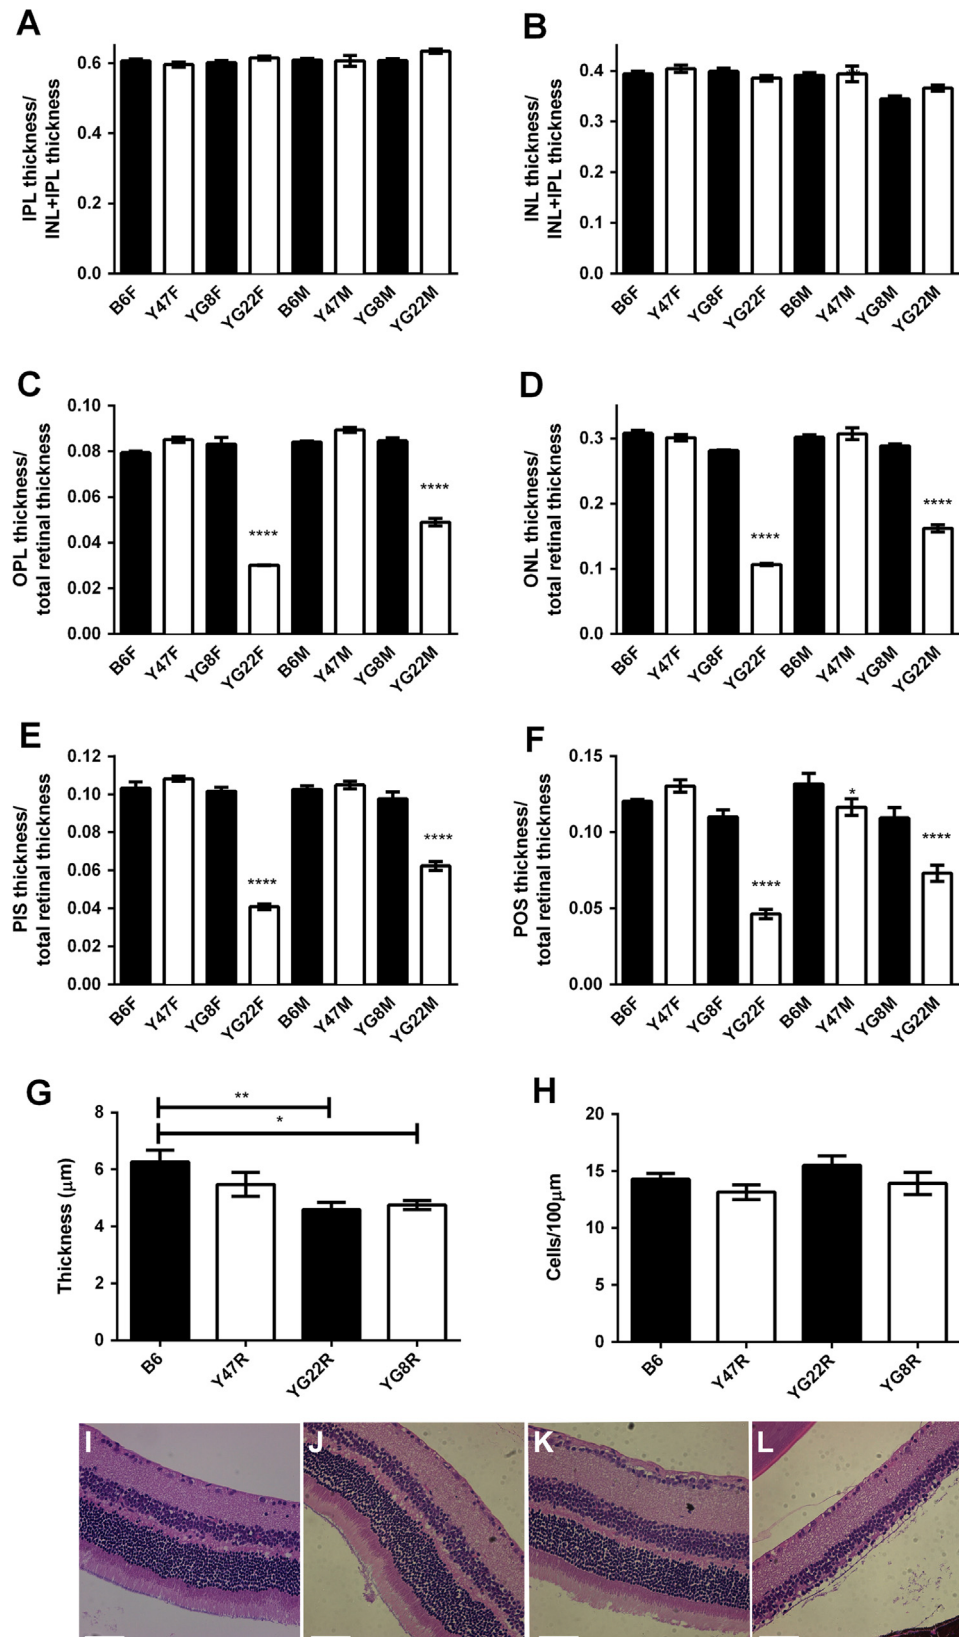 A
IPL thickness/
INL+IPL thickness
0.6
0.4
0.2
0.0
B6F
Y47F
YG8F
YG22F
B6M
Y47M
YG8M
YG22M
B
INL thickness/
INL+IPL thickness
0.4
0.3
0.2
0.1
0.0
B6F
Y47F
YG8F
YG22F
B6M
Y47M
YG8M
YG22M
C
OPL thickness/
total retinal thickness
0.10
0.08
0.06
0.04
0.02
0.00
****
****
B6F
Y47F
YG8F
YG22F
B6M
Y47M
YG8M
YG22M
D
ONL thickness/
total retinal thickness
0.3
0.2
0.1
0.0
****
****
B6F
Y47F
YG8F
YG22F
B6M
Y47M
YG8M
YG22M
E
PIS thickness/
total retinal thickness
0.12
0.10
0.08
0.06
0.04
0.02
0.00
****
****
B6F
Y47F
YG8F
YG22F
B6M
Y47M
YG8M
YG22M
F
POS thickness/
total retinal thickness
0.15
0.10
0.05
0.00
****
*
****
B6F
Y47F
YG8F
YG22F
B6M
Y47M
YG8M
YG22M
G
Thickness (µm)
8
6
4
2
0
**
*
B6
Y47R
YG22R
YG8R
H
Cells/100µm
20
15
10
5
0
B6
Y47R
YG22R
YG8R
I
J
K
L